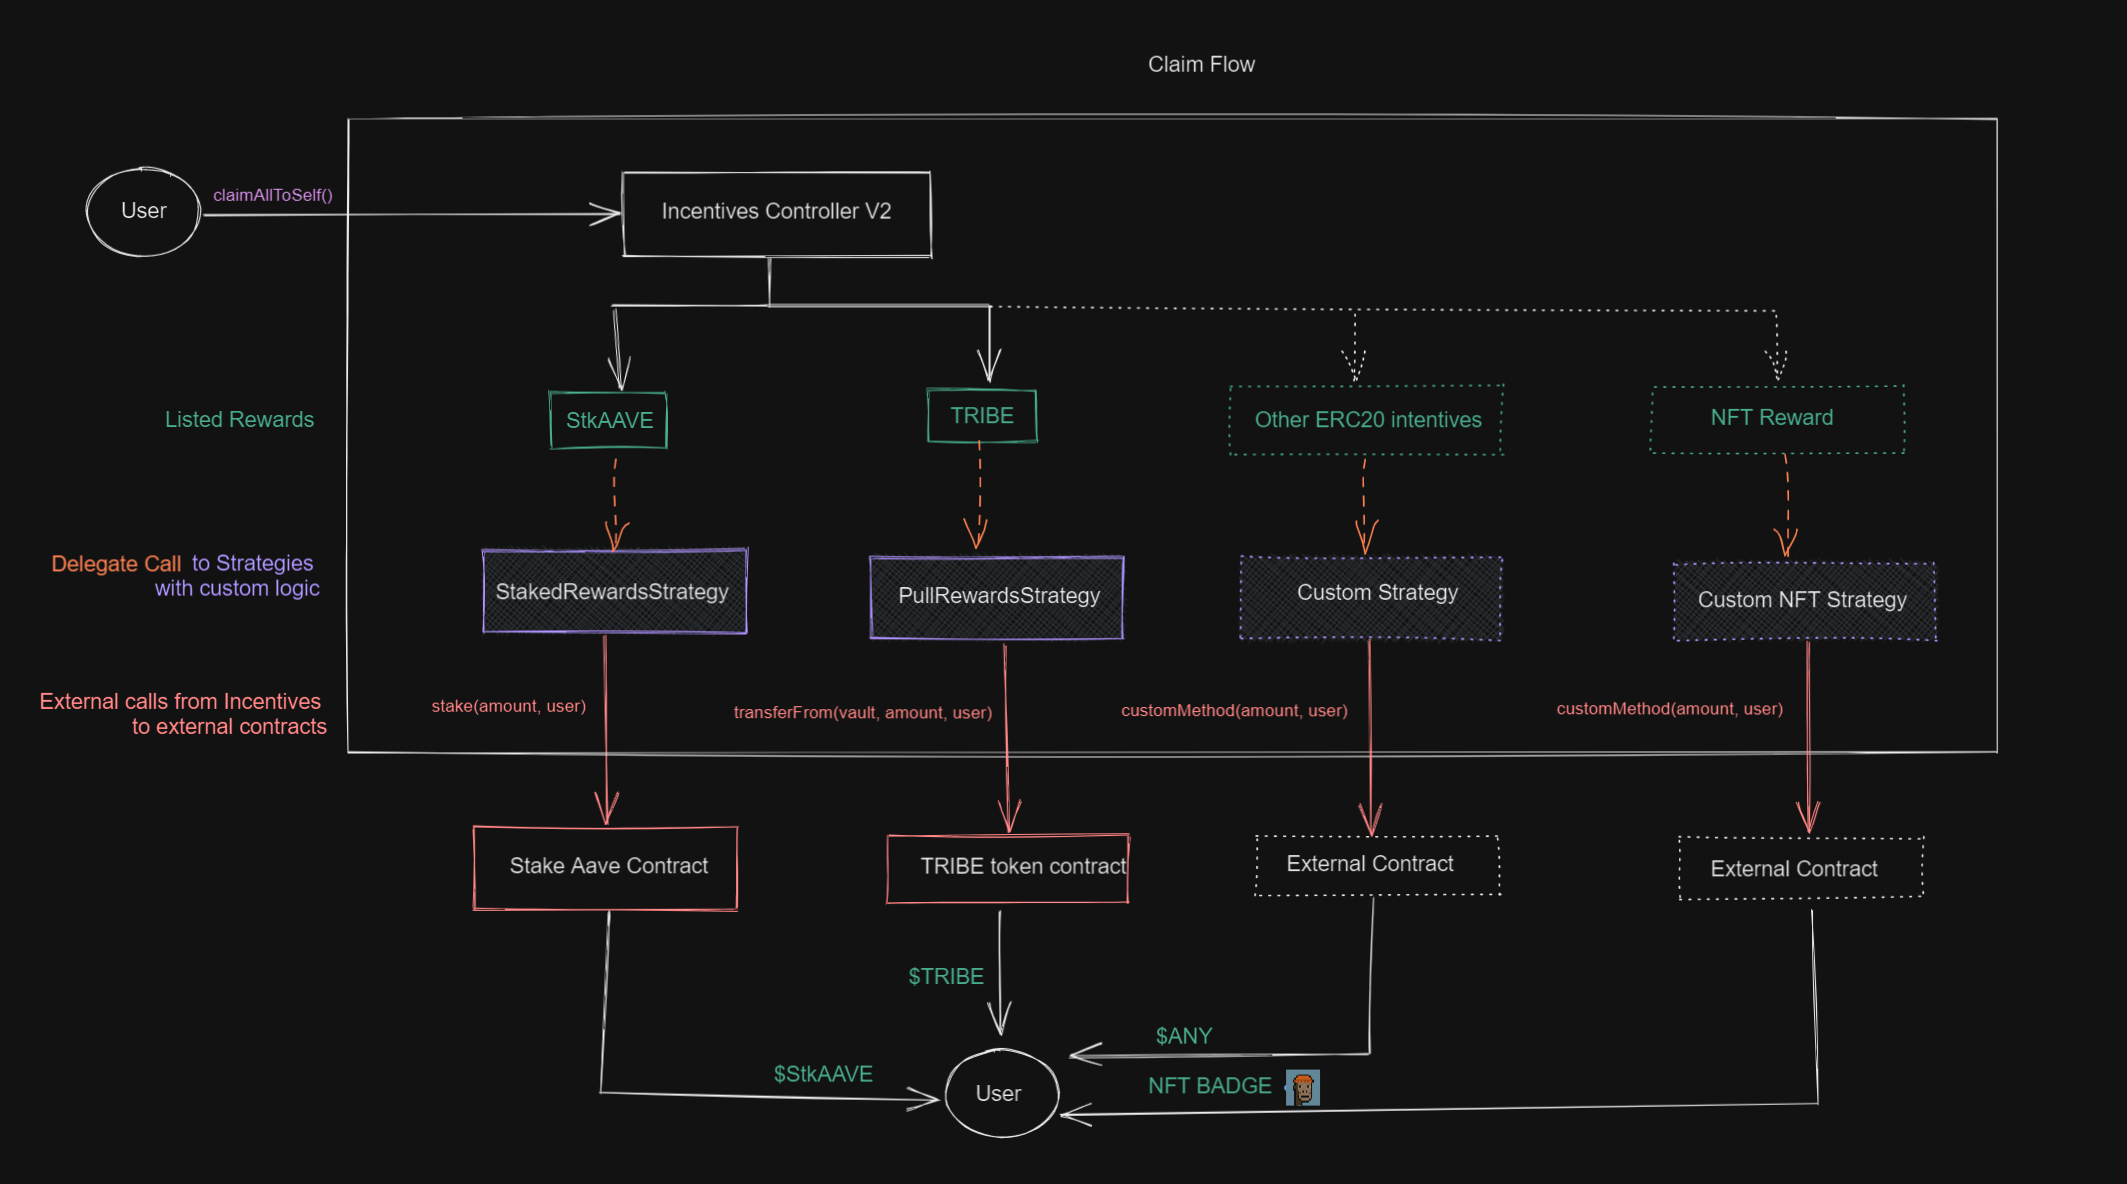 Claim Flow
User
claimAllToSelf()
Incentives Controller V2
Listed Rewards
StkAAVE
TRIBE
Other ERC20 intentives
NFT Reward
Delegate Call to Strategies
with custom logic
StakedRewardsStrategy
PullRewardsStrategy
Custom Strategy
Custom NFT Strategy
External calls from Incentives
to external contracts
stake(amount, user)
transferFrom(vault, amount, user)
customMethod(amount, user)
customMethod(amount, user)
Stake Aave Contract
TRIBE token contract
External Contract
External Contract
$TRIBE
$ANY
$StkAAVE
NFT BADGE
User